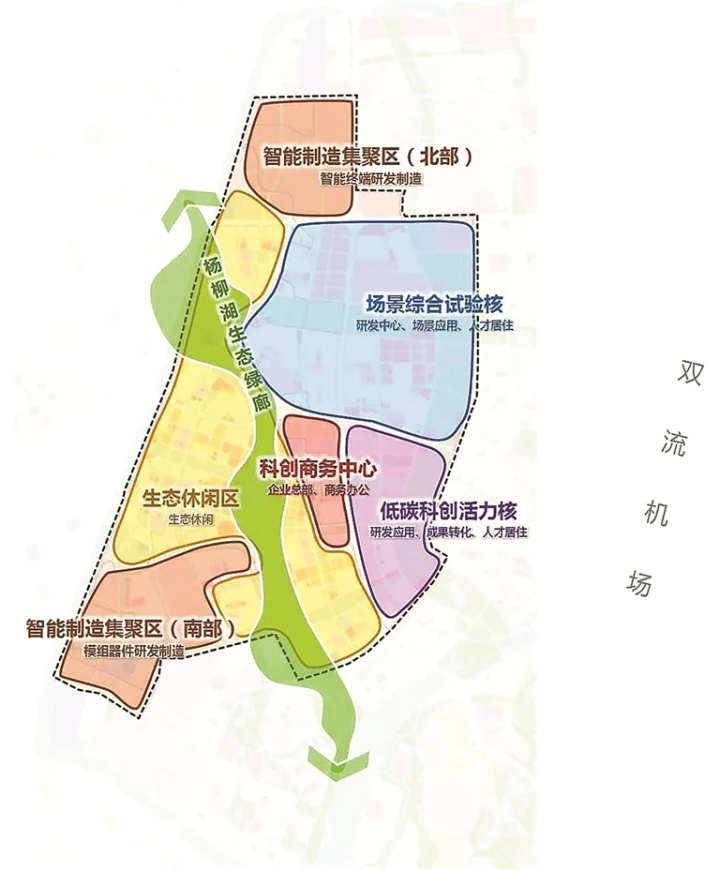 智能制造集聚区（北部）
智能终端研发制造
杨柳湖生态绿廊
场景综合试验核
研发中心、场景应用、人才居住
双流机场
科创商务中心
企业总部、商务办公
生态休闲区
生态休闲
低碳科创活力核
研发应用、成果转化、人才居住
智能制造集聚区（南部）
模组器件研发制造